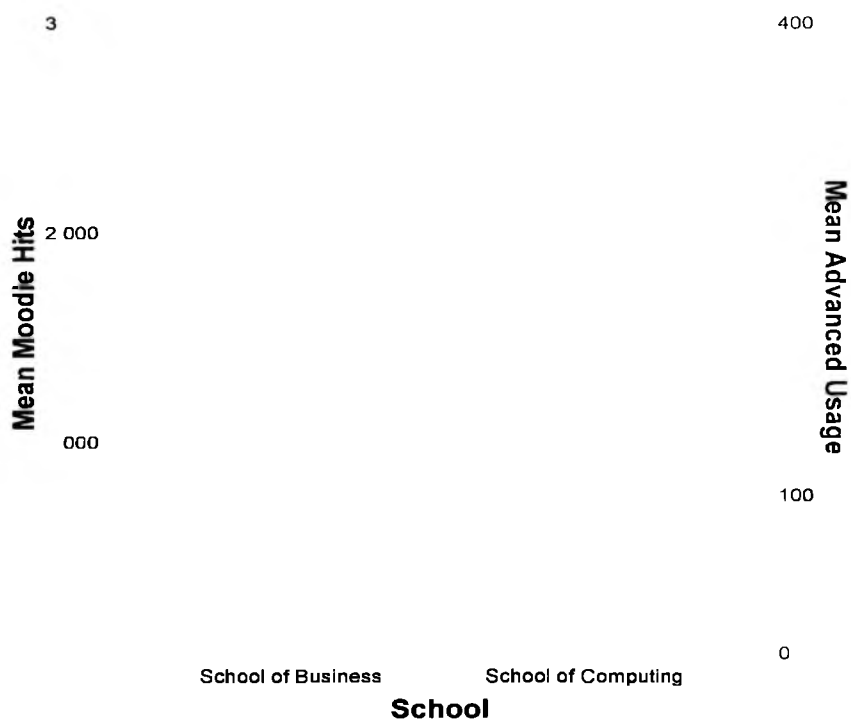 3
400
Mean Moodle Hits
2 000
Mean Advanced Usage
000
100
0
School of Business
School of Computing
School